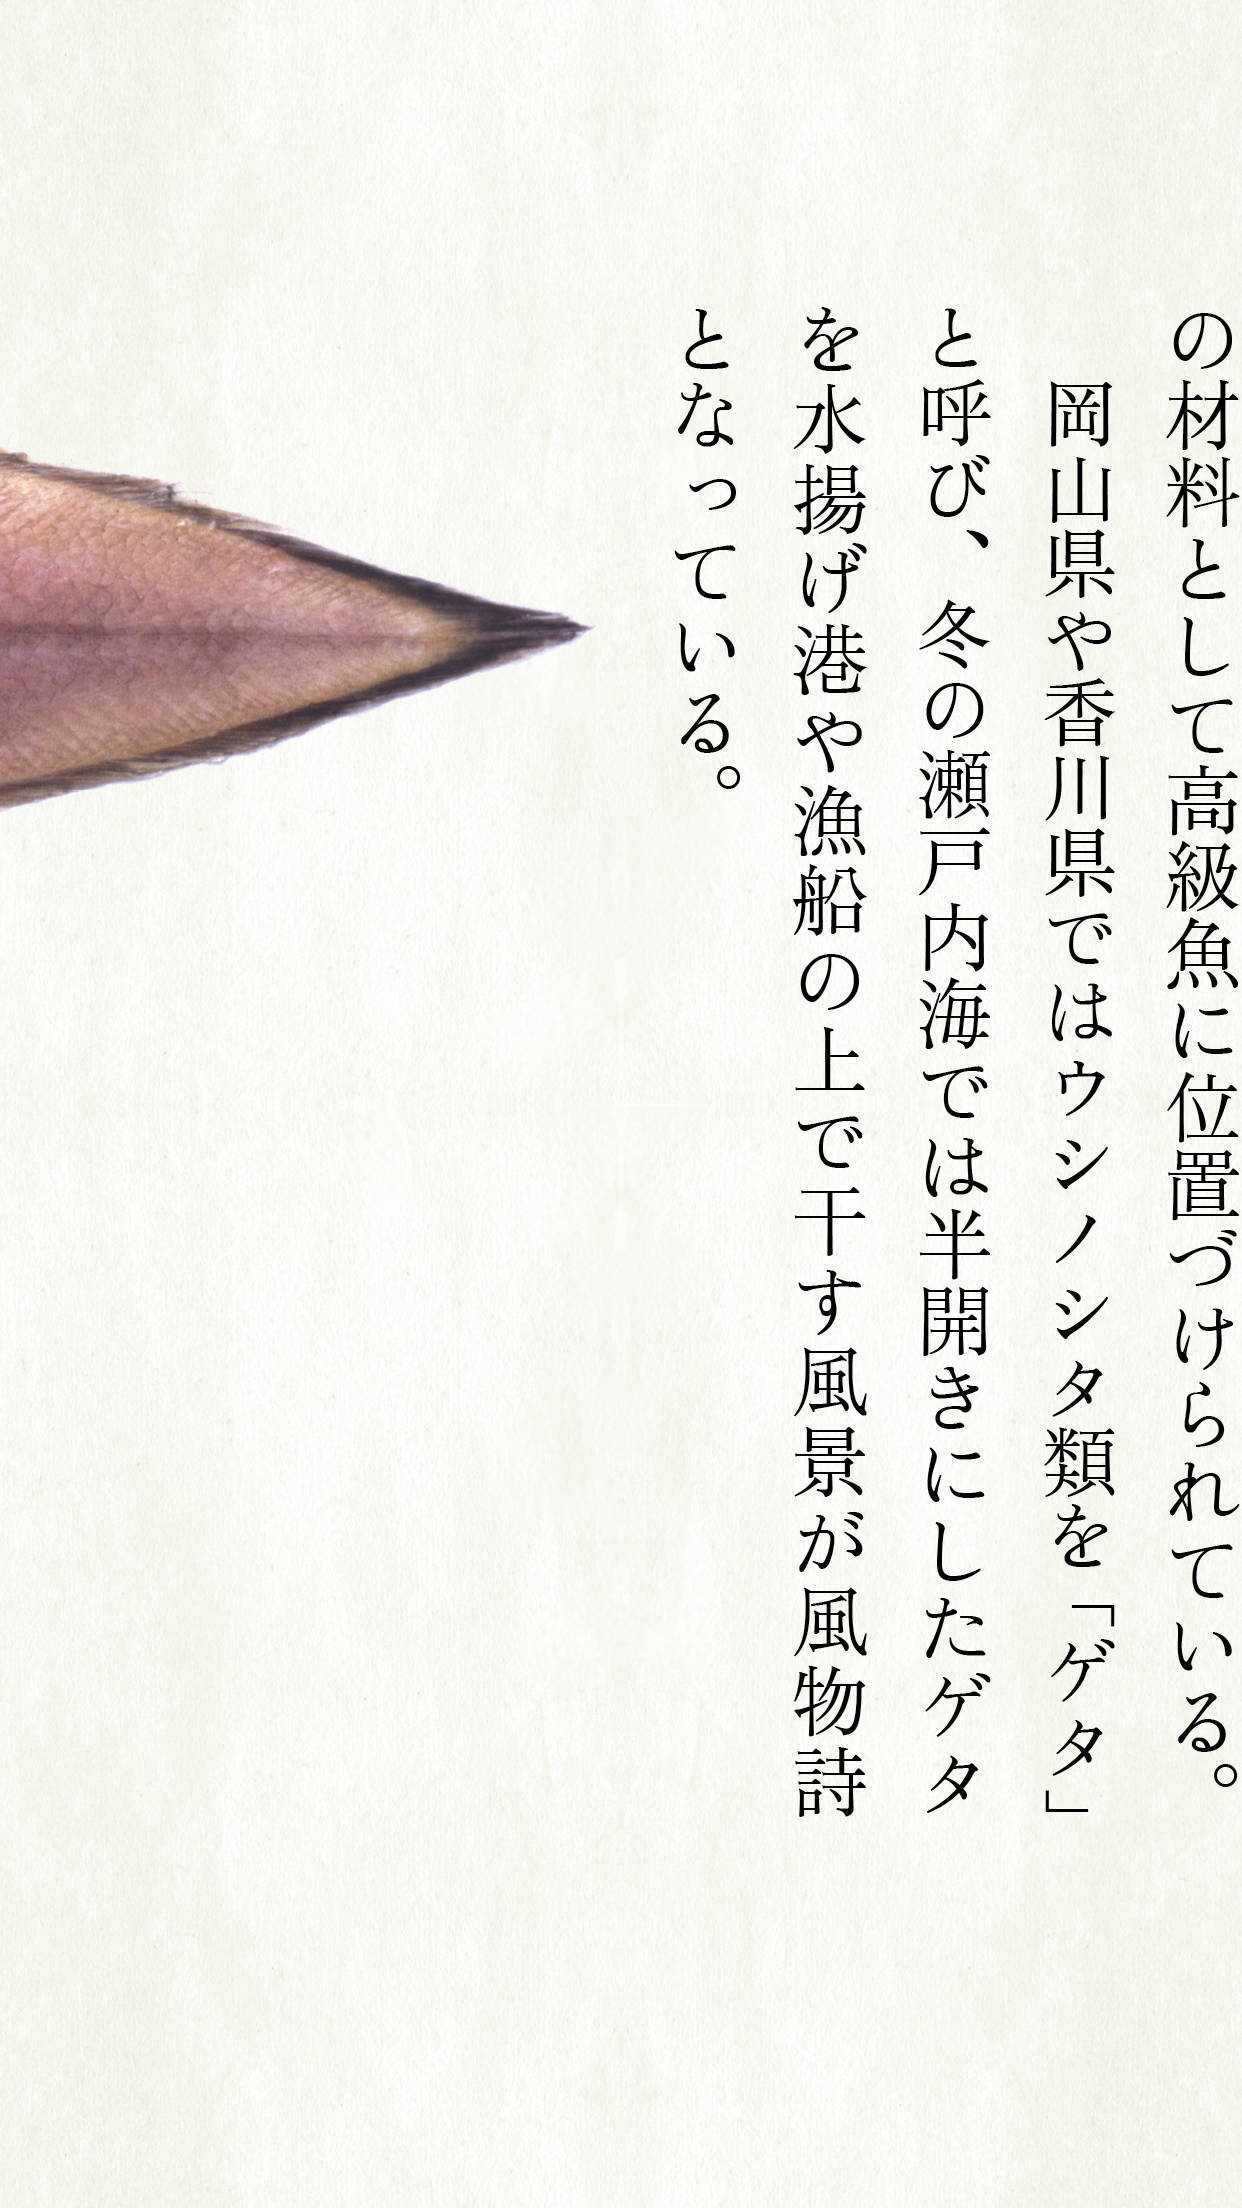 の材料として高級魚に位置づけられている。
岡山県や香川県ではウシノシタ類を「ゲタ」
と呼び、冬の瀬戸内海では半開きにしたゲタ
を水揚げ港や漁船の上で干す風景が風物詩
となっている。